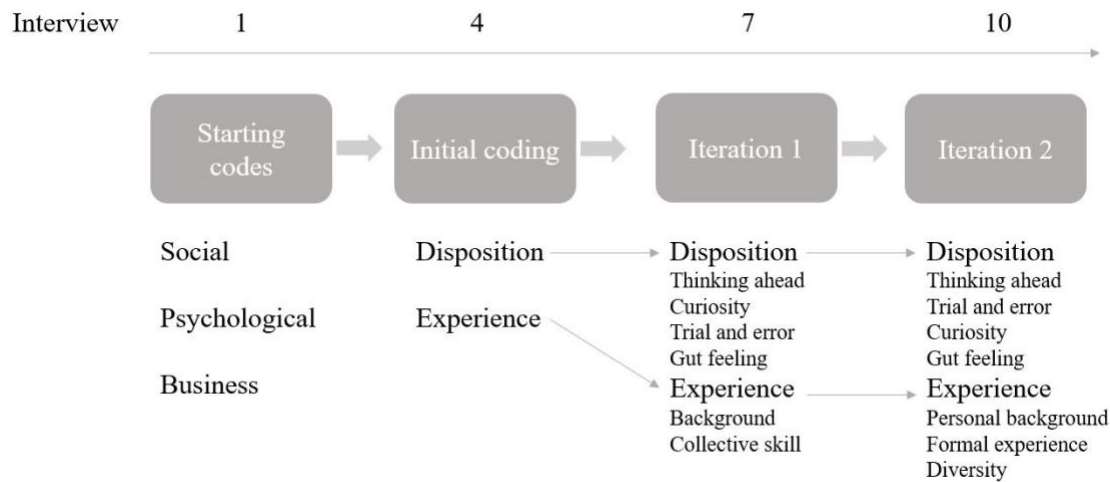 Interview 1 4 7 10
Starting codes
Initial coding
Iteration 1
Iteration 2
Social
Psychological
Business
Disposition
Experience
Disposition
Thinking ahead
Curiosity
Trial and error
Gut feeling
Experience
Background
Collective skill
Disposition
Thinking ahead
Trial and error
Curiosity
Gut feeling
Experience
Personal background
Formal experience
Diversity